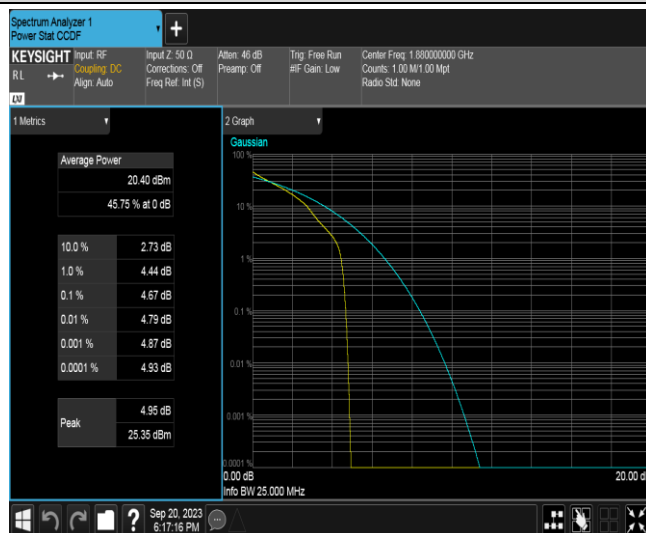 Spectrum Analyzer 1
Power Stat CCDF
+
KEYSIGHT
RL
LXI
Input: RF
Coupling: DC
Align: Auto
Input Z: 50 Ω
Corrections: Off
Freq Ref: Int (S)
Atten: 46 dB
Preamp: Off
Trig: Free Run
#IF Gain: Low
Center Freq: 1.880000000 GHz
Counts: 1.00 M/1.00 Mpt
Radio Std: None
1 Metrics
Average Power
20.40 dBm
45.75 % at 0 dB
10.0 % 2.73 dB
1.0 % 4.44 dB
0.1 % 4.67 dB
0.01 % 4.79 dB
0.001 % 4.87 dB
0.0001 % 4.93 dB
Peak
4.95 dB
25.35 dBm
2 Graph
Gaussian
100 %
10 %
1 %
0.1 %
0.01 %
0.001 %
0.0001 %
0.00 dB
20.00 d
Info BW 25.000 MHz
?
Sep 20, 2023
6:17:16 PM